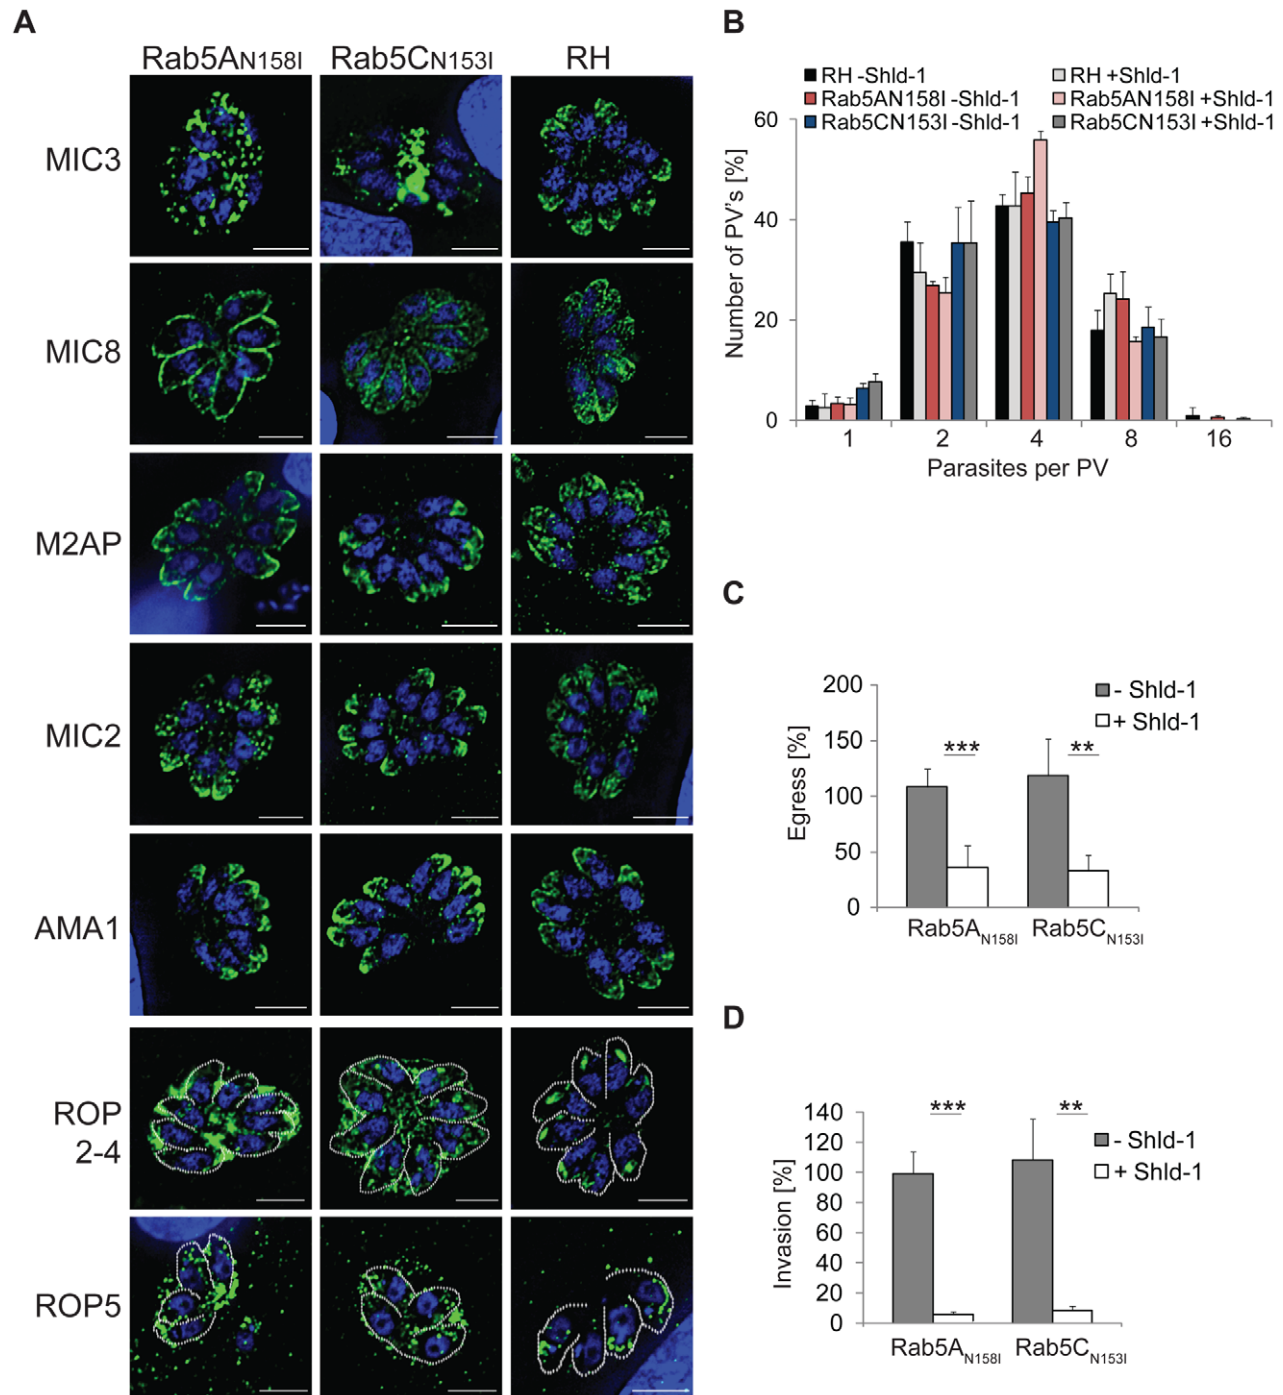 A
Rab5AN158I Rab5CN153I RH
MIC3
MIC8
M2AP
MIC2
AMA1
ROP
2-4
ROP5
B
RH -Shld-1 RH +Shld-1
Rab5AN158I -Shld-1 Rab5AN158I +Shld-1
Rab5CN153I -Shld-1 Rab5CN153I +Shld-1
Number of PV's [%]
60
40
20
0
1 2 4 8 16
Parasites per PV
C
Egress [%]
200
150
100
50
0
- Shld-1
+ Shld-1
*** **
Rab5AN158I Rab5CN153I
D
Invasion [%]
140
120
100
80
60
40
20
0
- Shld-1
+ Shld-1
*** **
Rab5AN158I Rab5CN153I